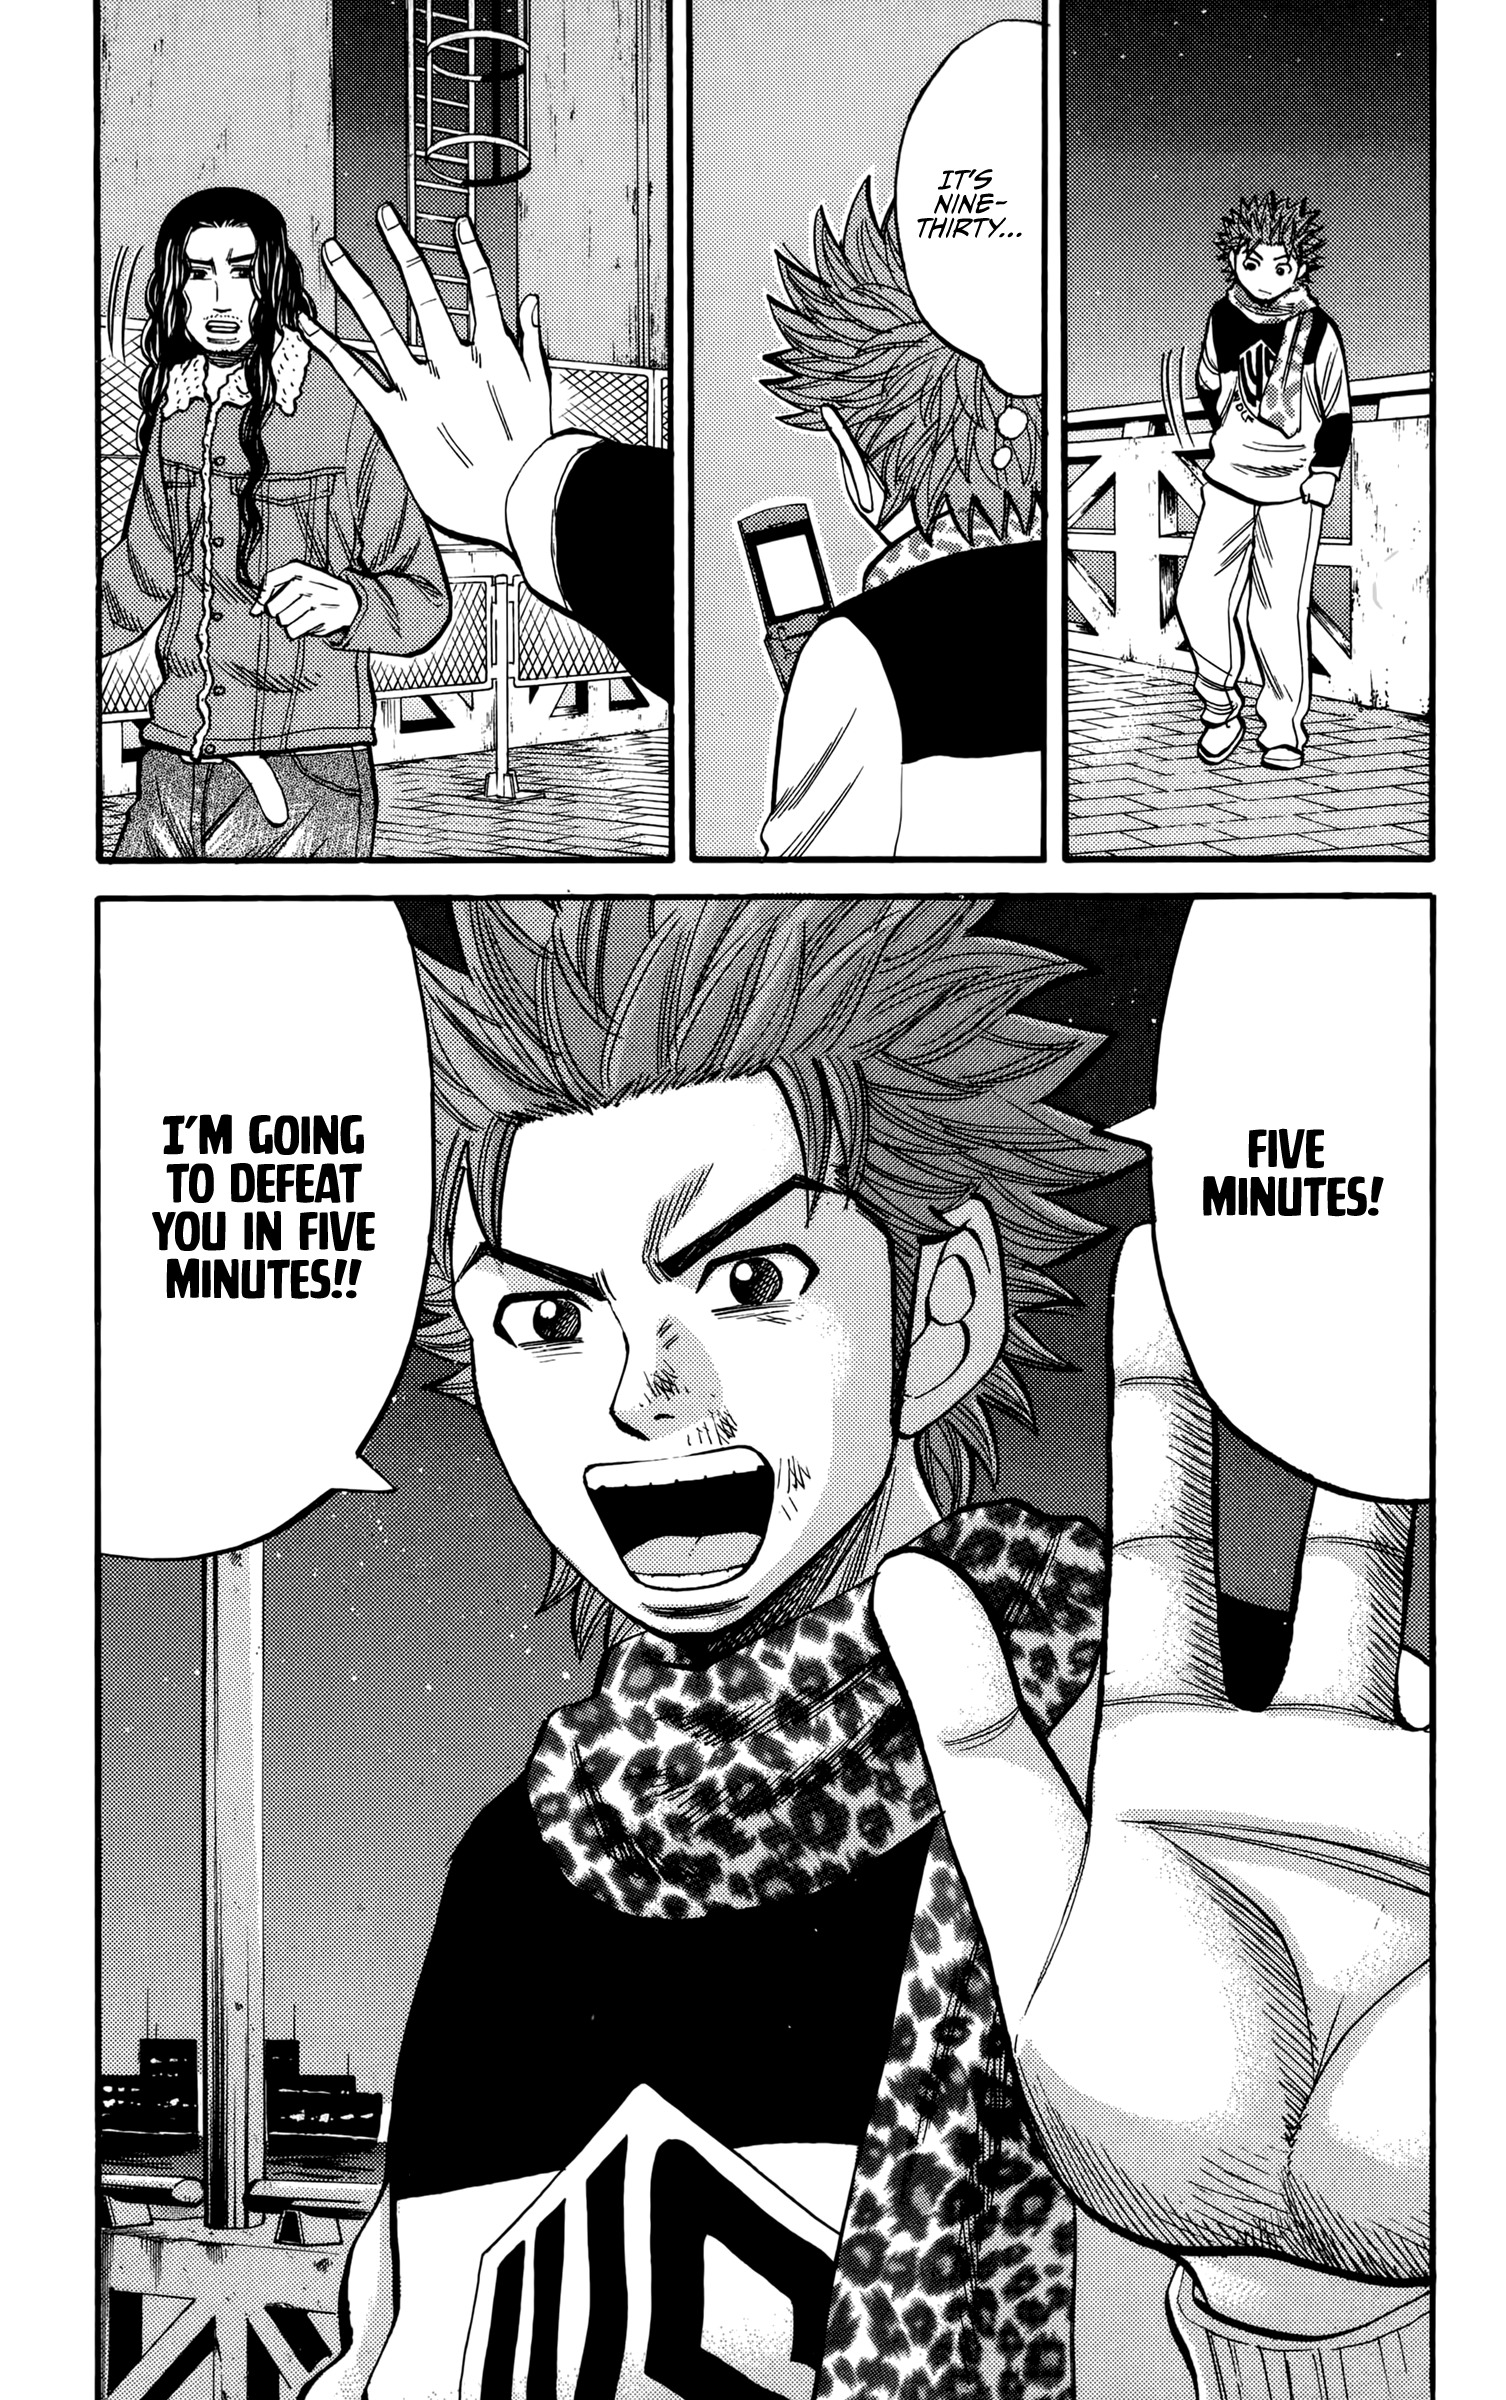 IT'S
NINE-
THIRTY...
FIVE
MINUTES!
I'M GOING
TO DEFEAT
YOU IN FIVE
MINUTES!!